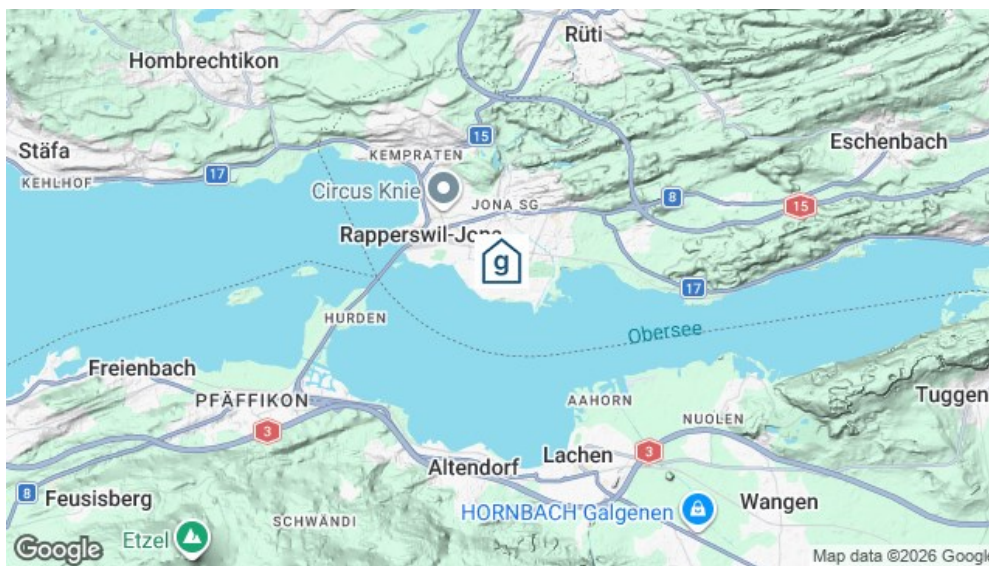 Rüti
Hombrechtikon
15
Eschenbach
Stäfa
KEMPRATEN
17
KEHLHOF
Circus Knie
8
15
JONA SG
Rapperswil-Jona
g
17
HURDEN
Obersee
Freienbach
PFÄFFIKON
AAHORN
Tuggen
NUOLEN
3
3
Altendorf
Lachen
8
Feusisberg
HORNBACH Galgenen
Wangen
SCHWÄNDI
Etzel
Google
Map data ©2026 Google